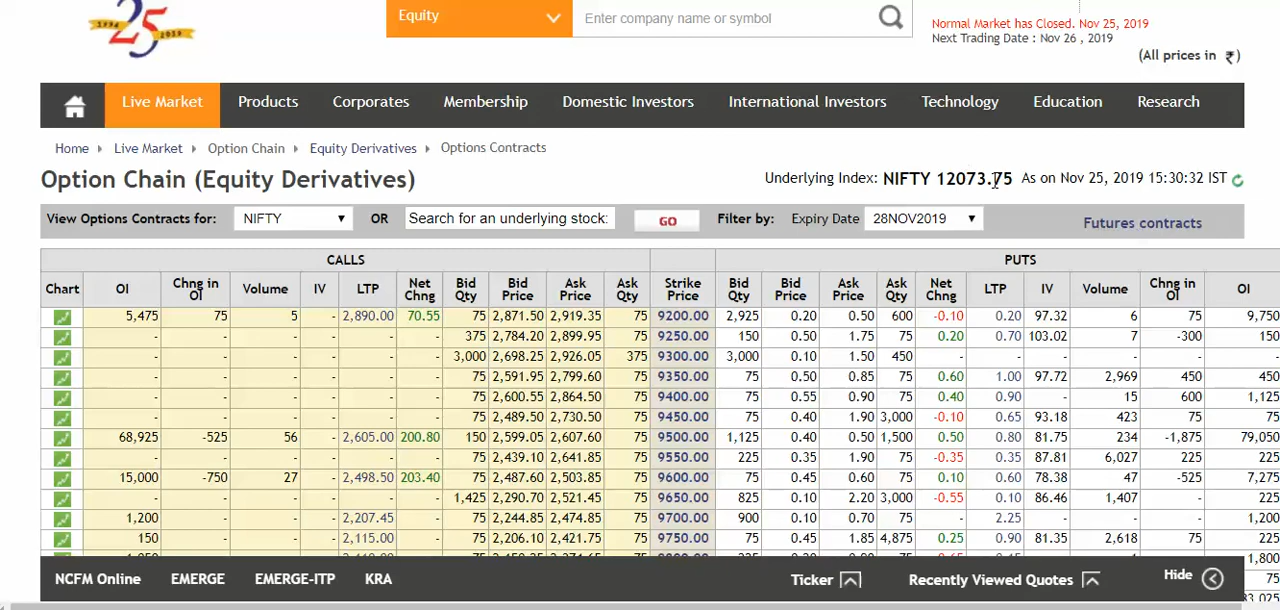 1994 25 2019
Equity
Enter company name or symbol
Normal Market has Closed. Nov 25, 2019
Next Trading Date : Nov 26 , 2019
(All prices in ₹)
Live Market Products Corporates Membership Domestic Investors International Investors Technology Education Research
Home Live Market Option Chain Equity Derivatives Options Contracts
Option Chain (Equity Derivatives)
Underlying Index: NIFTY 12073.75 As on Nov 25, 2019 15:30:32 IST
View Options Contracts for: NIFTY OR Search for an underlying stock: GO Filter by: Expiry Date 28NOV2019 Futures contracts
CALLS PUTS
Chart OI Chng in OI Volume IV LTP Net Chng Bid Qty Bid Price Ask Price Ask Qty Strike Price Bid Qty Bid Price Ask Price Ask Qty Net Chng LTP IV Volume Chng in OI OI
5,475 75 5 - 2,890.00 70.55 75 2,871.50 2,919.35 75 9200.00 2,925 0.20 0.50 600 -0.10 0.20 97.32 6 75 9,750
- - - - - - 375 2,784.20 2,899.95 75 9250.00 150 0.50 1.75 75 0.20 0.70 103.02 7 -300 150
- - - - - - 3,000 2,698.25 2,926.05 375 9300.00 3,000 0.10 1.50 450 - - - - - -
- - - - - - 75 2,591.95 2,799.60 75 9350.00 75 0.50 0.85 75 0.60 1.00 97.72 2,969 450 450
- - - - - - 75 2,600.55 2,864.50 75 9400.00 75 0.55 0.90 75 0.40 0.90 - 15 600 1,125
- - - - - - 75 2,489.50 2,730.50 75 9450.00 75 0.40 1.90 3,000 -0.10 0.65 93.18 423 75 75
68,925 -525 56 - 2,605.00 200.80 150 2,599.05 2,607.60 75 9500.00 1,125 0.40 0.50 1,500 0.50 0.80 81.75 234 -1,875 79,050
- - - - - - 75 2,439.10 2,641.85 75 9550.00 225 0.35 1.90 75 -0.35 0.35 87.81 6,027 225 225
15,000 -750 27 - 2,498.50 203.40 75 2,487.60 2,503.85 75 9600.00 75 0.45 0.60 75 0.10 0.60 78.38 47 -525 7,275
- - - - - - 1,425 2,290.70 2,521.45 75 9650.00 825 0.10 2.20 3,000 -0.55 0.10 86.46 1,407 - 225
1,200 - - - 2,207.45 - 75 2,244.85 2,474.85 75 9700.00 900 0.10 0.70 75 - 2.25 - - - 1,200
150 - - - 2,115.00 - 75 2,206.10 2,421.75 75 9750.00 75 0.45 1.85 4,875 0.25 0.90 81.35 2,618 75 225
1,800
NCFM Online EMERGE EMERGE-ITP KRA Ticker Recently Viewed Quotes Hide
75